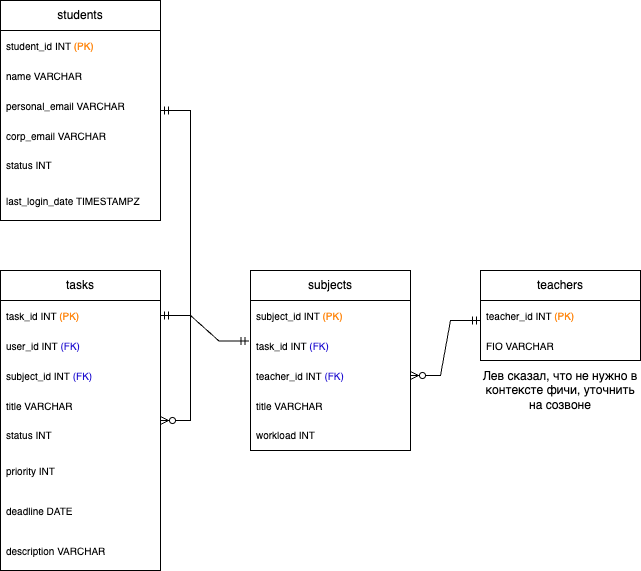 students
student_id INT (PK)
name VARCHAR
personal_email VARCHAR
corp_email VARCHAR
status INT
last_login_date TIMESTAMPZ
tasks
task_id INT (PK)
user_id INT (FK)
subject_id INT (FK)
title VARCHAR
status INT
priority INT
deadline DATE
description VARCHAR
subjects
subject_id INT (PK)
task_id INT (FK)
teacher_id INT (FK)
title VARCHAR
workload INT
teachers
teacher_id INT (PK)
FIO VARCHAR
Лев сказал, что не нужно в
контексте фичи, уточнить
на созвоне